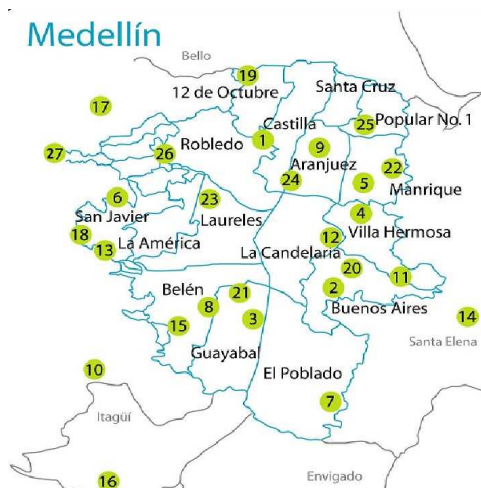 Medellín
Bello
19
12 de Octubre
Santa Cruz
17
Castilla
25
Popular No. 1
1
Robledo
9
27
26
Aranjuez
22
24
5
Manrique
6
23
San Javier
Laureles
4
18
12
Villa Hermosa
13
La América
La Candelaria
20
11
Belén
21
2
8
Buenos Aires
15
3
14
Guayabal
Santa Elena
10
El Poblado
7
Itagüí
16
Envigado